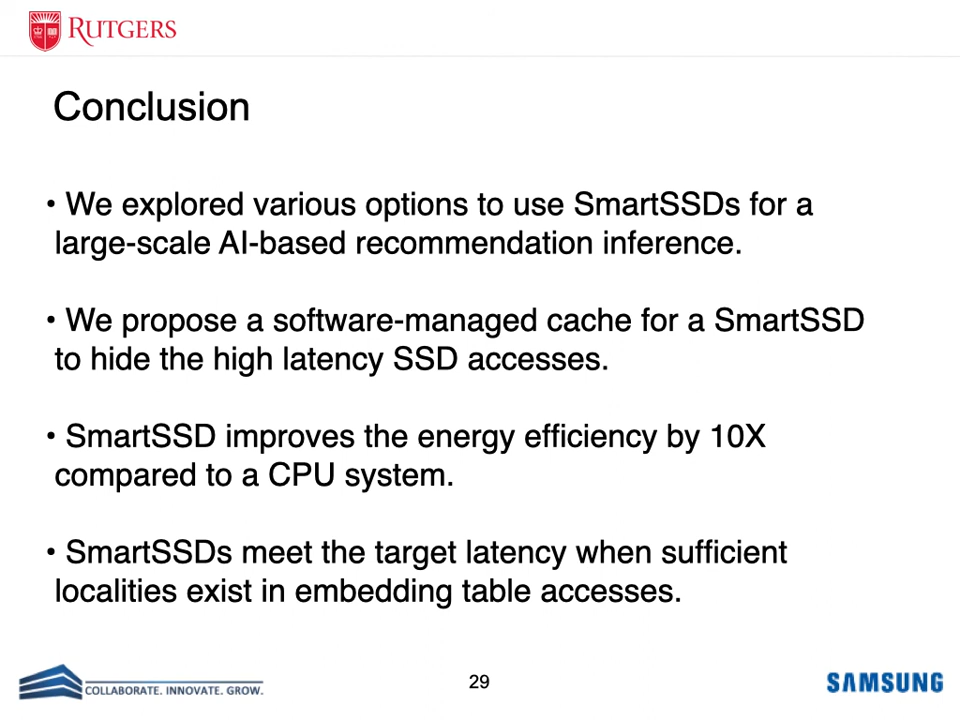 RUTGERS
Conclusion
• We explored various options to use SmartSSDs for a
large-scale AI-based recommendation inference.
• We propose a software-managed cache for a SmartSSD
to hide the high latency SSD accesses.
• SmartSSD improves the energy efficiency by 10X
compared to a CPU system.
• SmartSSDs meet the target latency when sufficient
localities exist in embedding table accesses.
COLLABORATE. INNOVATE. GROW.
29
SAMSUNG